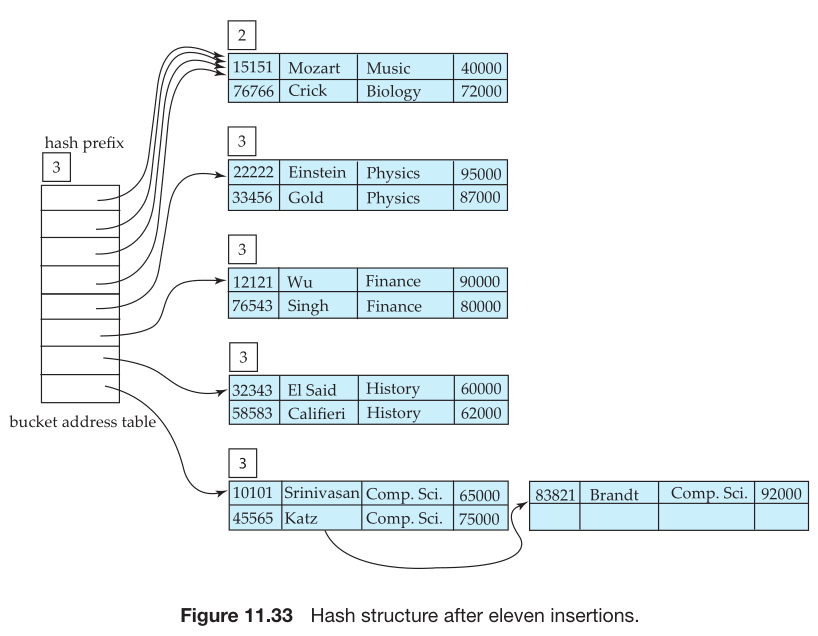 2
15151 Mozart Music 40000
76766 Crick Biology 72000
hash prefix
3
3
22222 Einstein Physics 95000
33456 Gold Physics 87000
3
12121 Wu Finance 90000
76543 Singh Finance 80000
3
32343 El Said History 60000
58583 Califieri History 62000
bucket address table
3
10101 Srinivasan Comp. Sci. 65000
45565 Katz Comp. Sci. 75000
83821 Brandt Comp. Sci. 92000
Figure 11.33 Hash structure after eleven insertions.